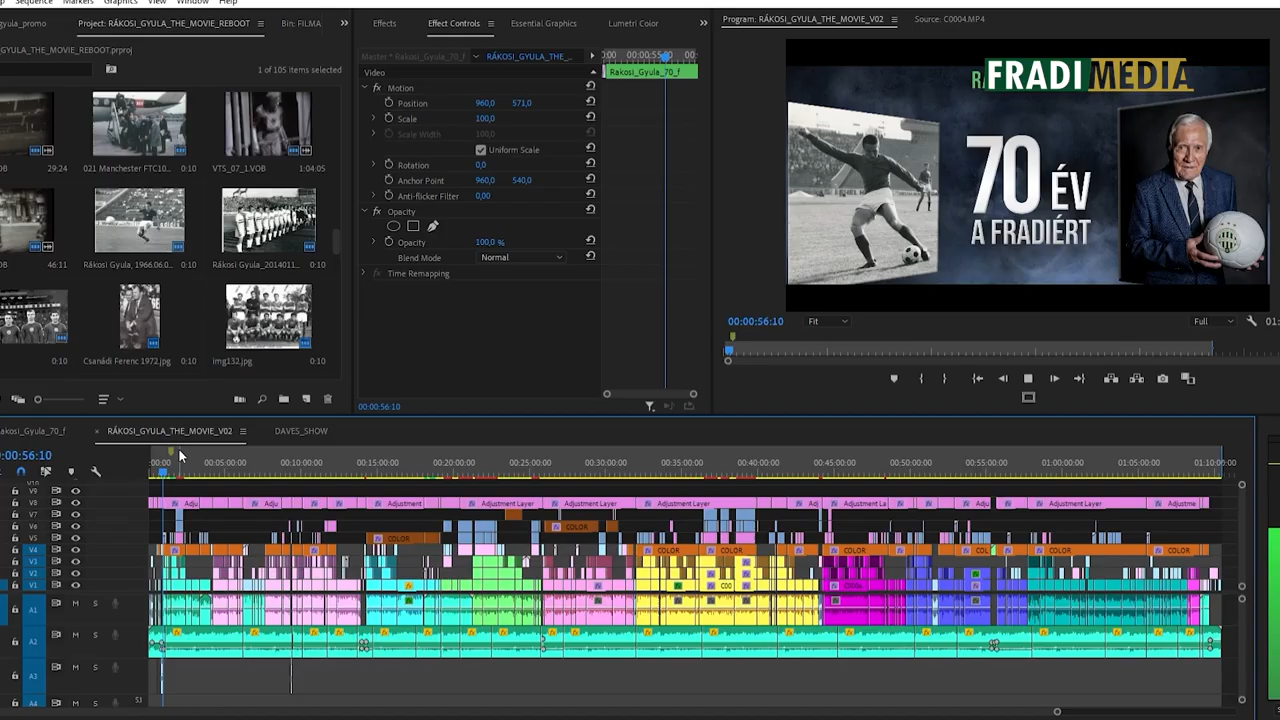 Sequence Markers Graphics View Window Help
gyula_promo Project: RÁKOSI_GYULA_THE_MOVIE_REBOOT Bin: FILMA
GYULA_THE_MOVIE_REBOOT.prproj
1 of 105 items selected
29:24
021 Manchester FTC10... 0:10
VTS_07_1.VOB 1:04:05
46:11
Rákosi Gyula, 1966.06.0... 0:10
Rákosi Gyula_2014011... 0:10
0:10
Csanádi Ferenc 1972.jpg 0:10
img132.jpg 0:10
Effects Effect Controls Essential Graphics Lumetri Color
Master * Rakosi_Gyula_70_f RÁKOSI_GYULA_THE_...
00:00:55:00
Video
Rakosi_Gyula_70_f
Motion
Position 960,0 571,0
Scale 100,0
Scale Width 100,0
Uniform Scale
Rotation 0,0
Anchor Point 960,0 540,0
Anti-flicker Filter 0,00
Opacity
Opacity 100,0 %
Blend Mode Normal
Time Remapping
00:00:56:10
Program: RÁKOSI_GYULA_THE_MOVIE_V02 Source: C0004.MP4
FRADI MÉDIA
70 ÉV
A FRADIÉRT
00:00:56:10 Fit Full
akosi_Gyula_70_f × RÁKOSI_GYULA_THE_MOVIE_V02 DAVES_SHOW
0:00:56:10
:00:00 00:05:00:00 00:10:00:00 00:15:00:00 00:20:00:00 00:25:00:00 00:30:00:00 00:35:00:00 00:40:00:00 00:45:00:00 00:50:00:00 00:55:00:00 01:00:00:00 01:05:00:00 01:10:00:00
V9
V8 Adju Adju Adjustment Layer Adjustment Layer Adjustment Layer Adjustment Layer Adj Adjustment La Adju Adjustment Layer Adjustme
V7
V6 COLOR
V5 COLOR
V4 COLOR COLOR COLOR COL COLOR COLOR
V3
V2
V1
A1 M S
A2 M S
A3 M S
A4 M S